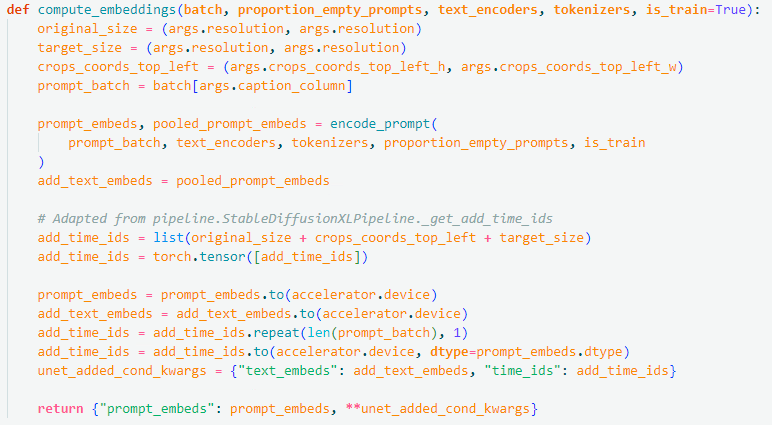 def compute_embeddings(batch, proportion_empty_prompts, text_encoders, tokenizers, is_train=True):
    original_size = (args.resolution, args.resolution)
    target_size = (args.resolution, args.resolution)
    crops_coords_top_left = (args.crops_coords_top_left_h, args.crops_coords_top_left_w)
    prompt_batch = batch[args.caption_column]

    prompt_embeds, pooled_prompt_embeds = encode_prompt(
        prompt_batch, text_encoders, tokenizers, proportion_empty_prompts, is_train
    )
    add_text_embeds = pooled_prompt_embeds

    # Adapted from pipeline.StableDiffusionXLPipeline._get_add_time_ids
    add_time_ids = list(original_size + crops_coords_top_left + target_size)
    add_time_ids = torch.tensor([add_time_ids])

    prompt_embeds = prompt_embeds.to(accelerator.device)
    add_text_embeds = add_text_embeds.to(accelerator.device)
    add_time_ids = add_time_ids.repeat(len(prompt_batch), 1)
    add_time_ids = add_time_ids.to(accelerator.device, dtype=prompt_embeds.dtype)
    unet_added_cond_kwargs = {"text_embeds": add_text_embeds, "time_ids": add_time_ids}

    return {"prompt_embeds": prompt_embeds, **unet_added_cond_kwargs}